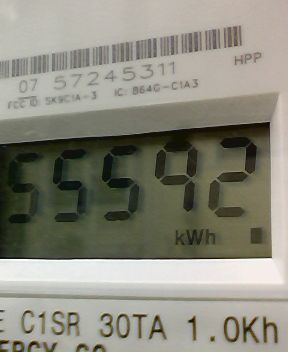 HPP
07 57245311
FCC ID: SK9C1A-3 IC: 864G-C1A3
55592
kWh
E C1SR 30TA 1.0Kh